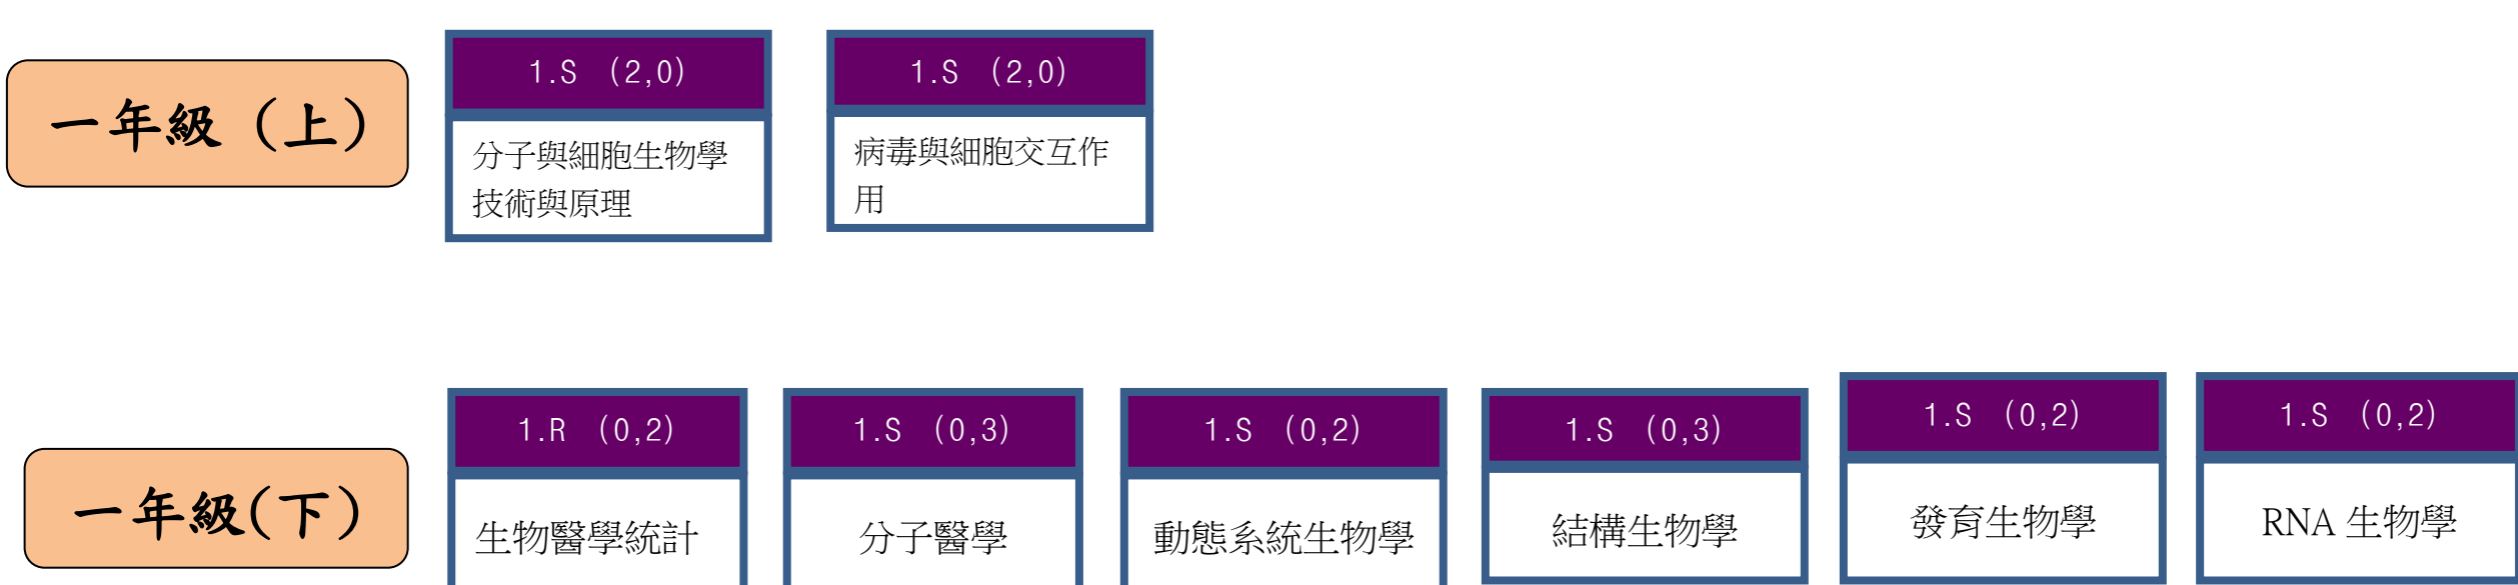 一年級（上）
1.S （2,0）
分子與細胞生物學
技術與原理
1.S （2,0）
病毒與細胞交互作
用
一年級(下)
1.R （0,2）
生物醫學統計
1.S （0,3）
分子醫學
1.S （0,2）
動態系統生物學
1.S （0,3）
結構生物學
1.S （0,2）
發育生物學
1.S （0,2）
RNA 生物學